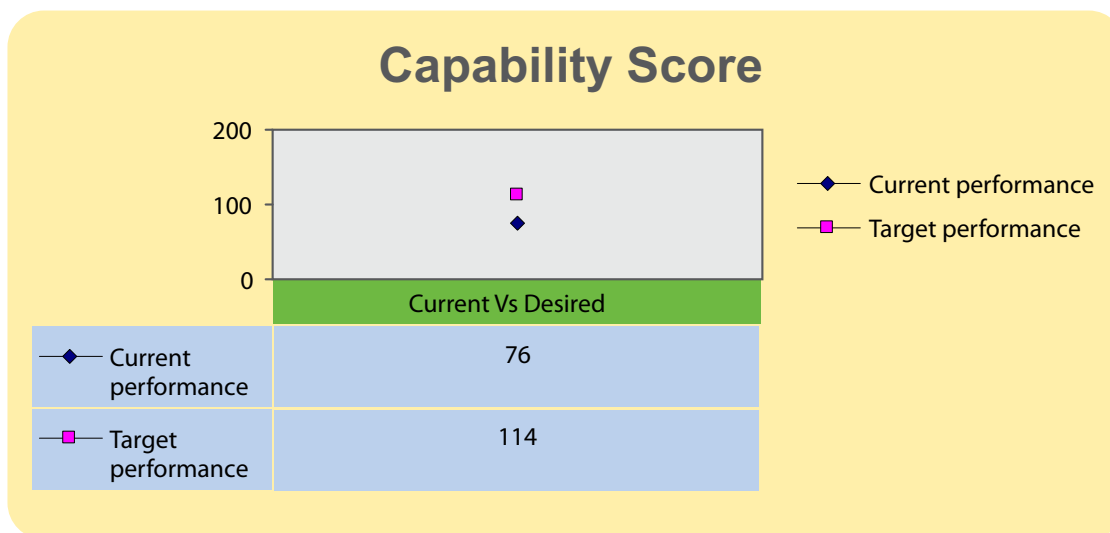 Capability Score
200
100
0
Current performance
Target performance
Current Vs Desired
Current
performance
76
Target
performance
114